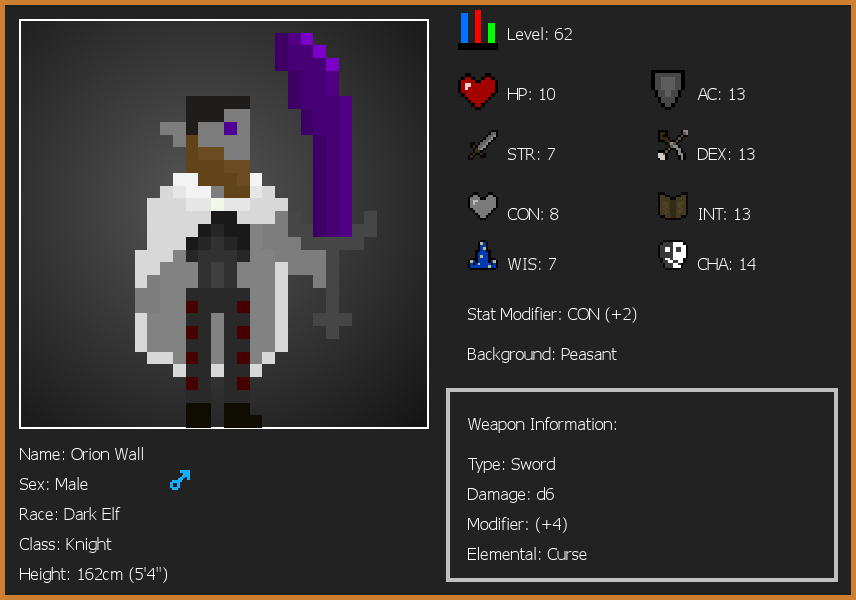 Level: 62
HP: 10
AC: 13
STR: 7
DEX: 13
CON: 8
INT: 13
WIS: 7
CHA: 14
Stat Modifier: CON (+2)
Background: Peasant
Weapon Information:
Type: Sword
Damage: d6
Modifier: (+4)
Elemental: Curse
Name: Orion Wall
Sex: Male
Race: Dark Elf
Class: Knight
Height: 162cm (5'4")